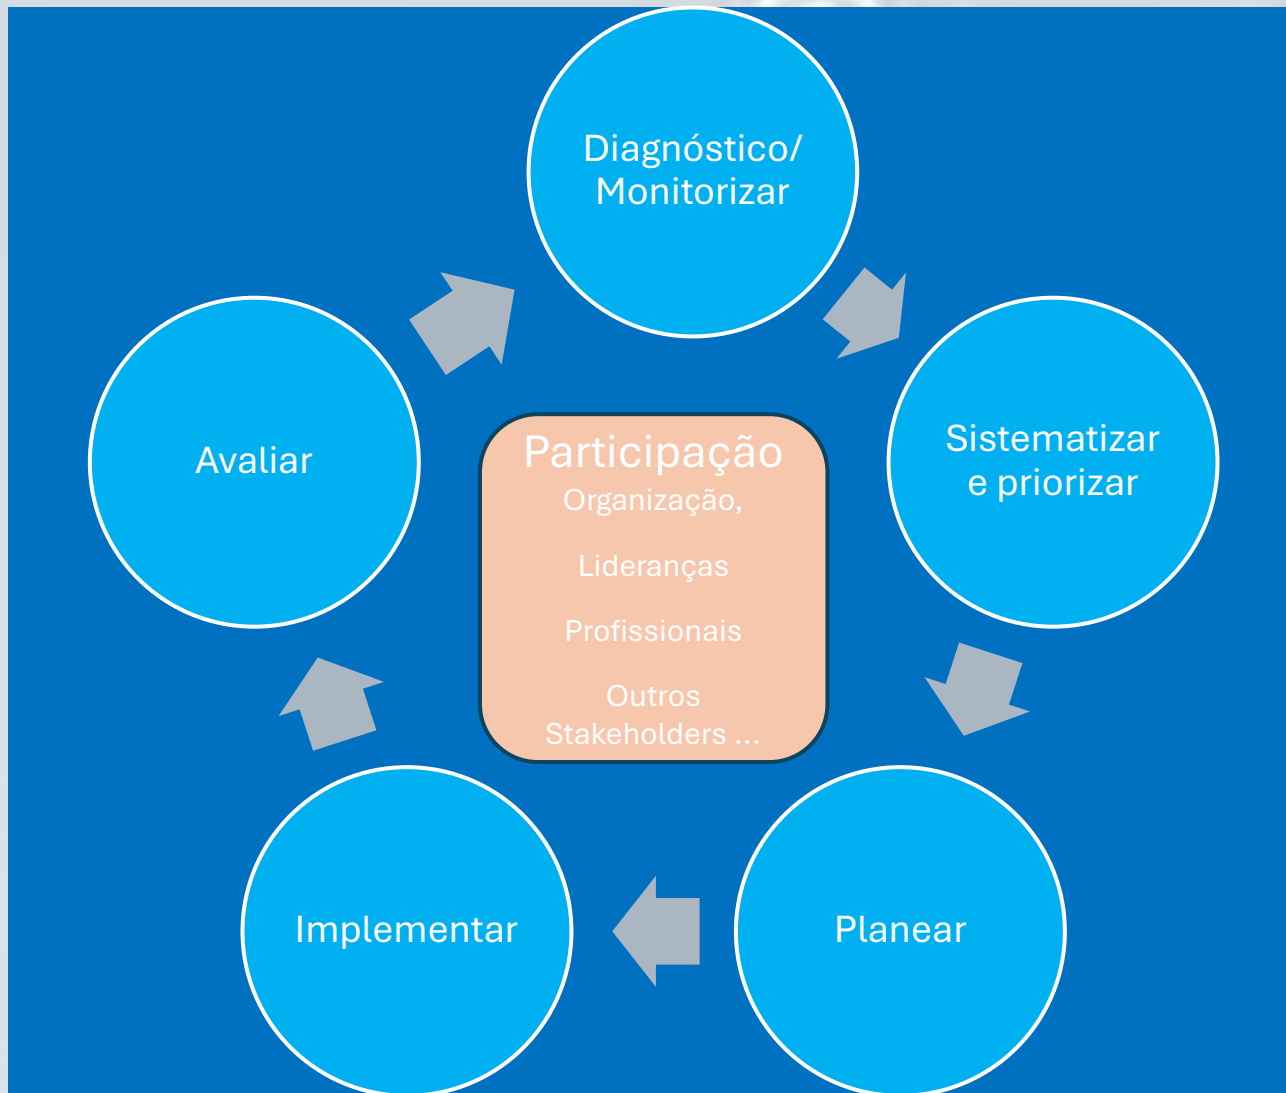 Diagnóstico/
Monitorizar
Sistematizar
e priorizar
Planear
Implementar
Avaliar
Participação
Organização,
Lideranças
Profissionais
Outros
Stakeholders ...